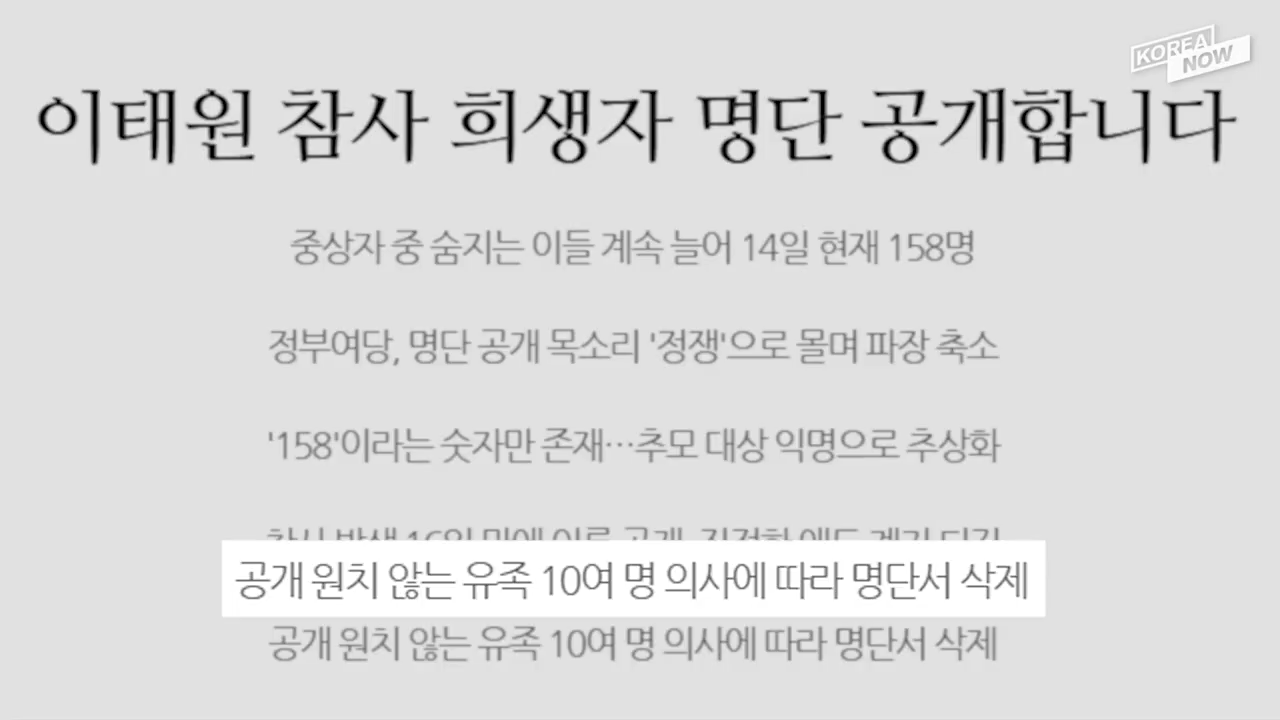 KOREA
NOW
이태원 참사 희생자 명단 공개합니다
중상자 중 숨지는 이들 계속 늘어 14일 현재 158명
정부여당, 명단 공개 목소리 '정쟁'으로 몰며 파장 축소
'158'이라는 숫자만 존재…추모 대상 익명으로 추상화
공개 원치 않는 유족 10여 명 의사에 따라 명단서 삭제
공개 원치 않는 유족 10여 명 의사에 따라 명단서 삭제